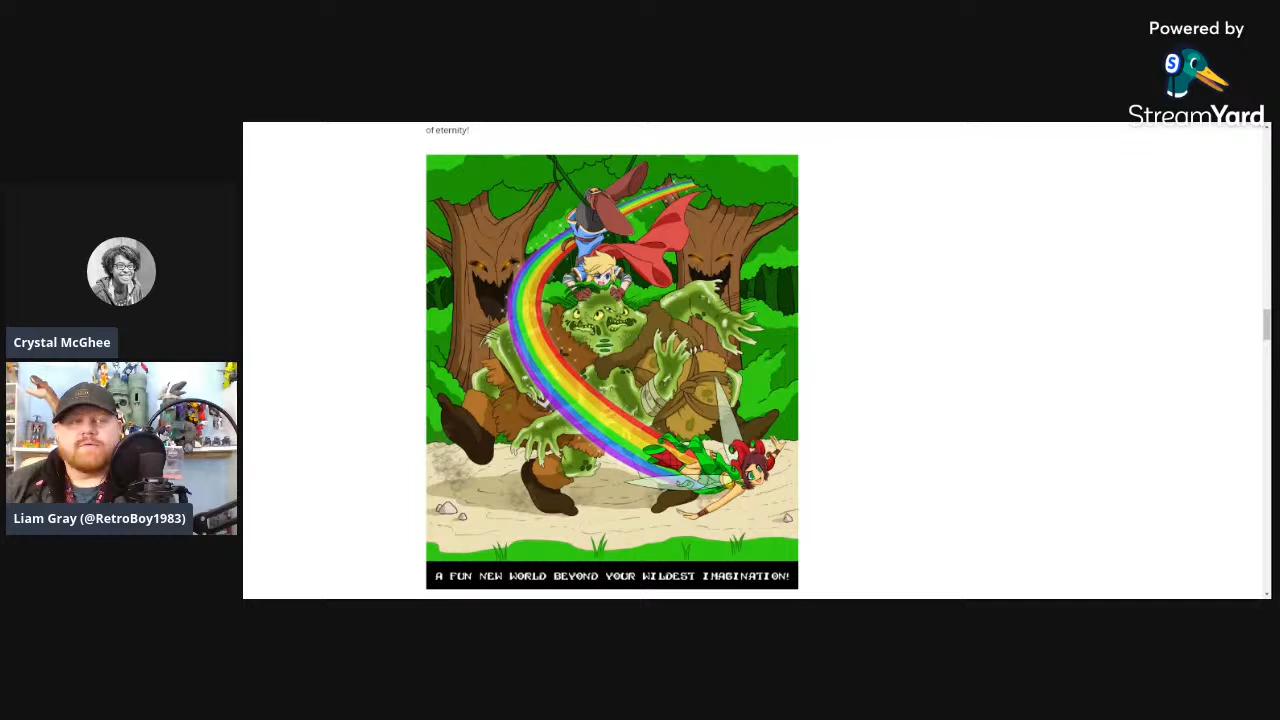 Powered by
S
StreamYard
of eternity!
Crystal McGhee
Liam Gray (@RetroBoy1983)
A FUN NEW WORLD BEYOND YOUR WILDEST IMAGINATION!